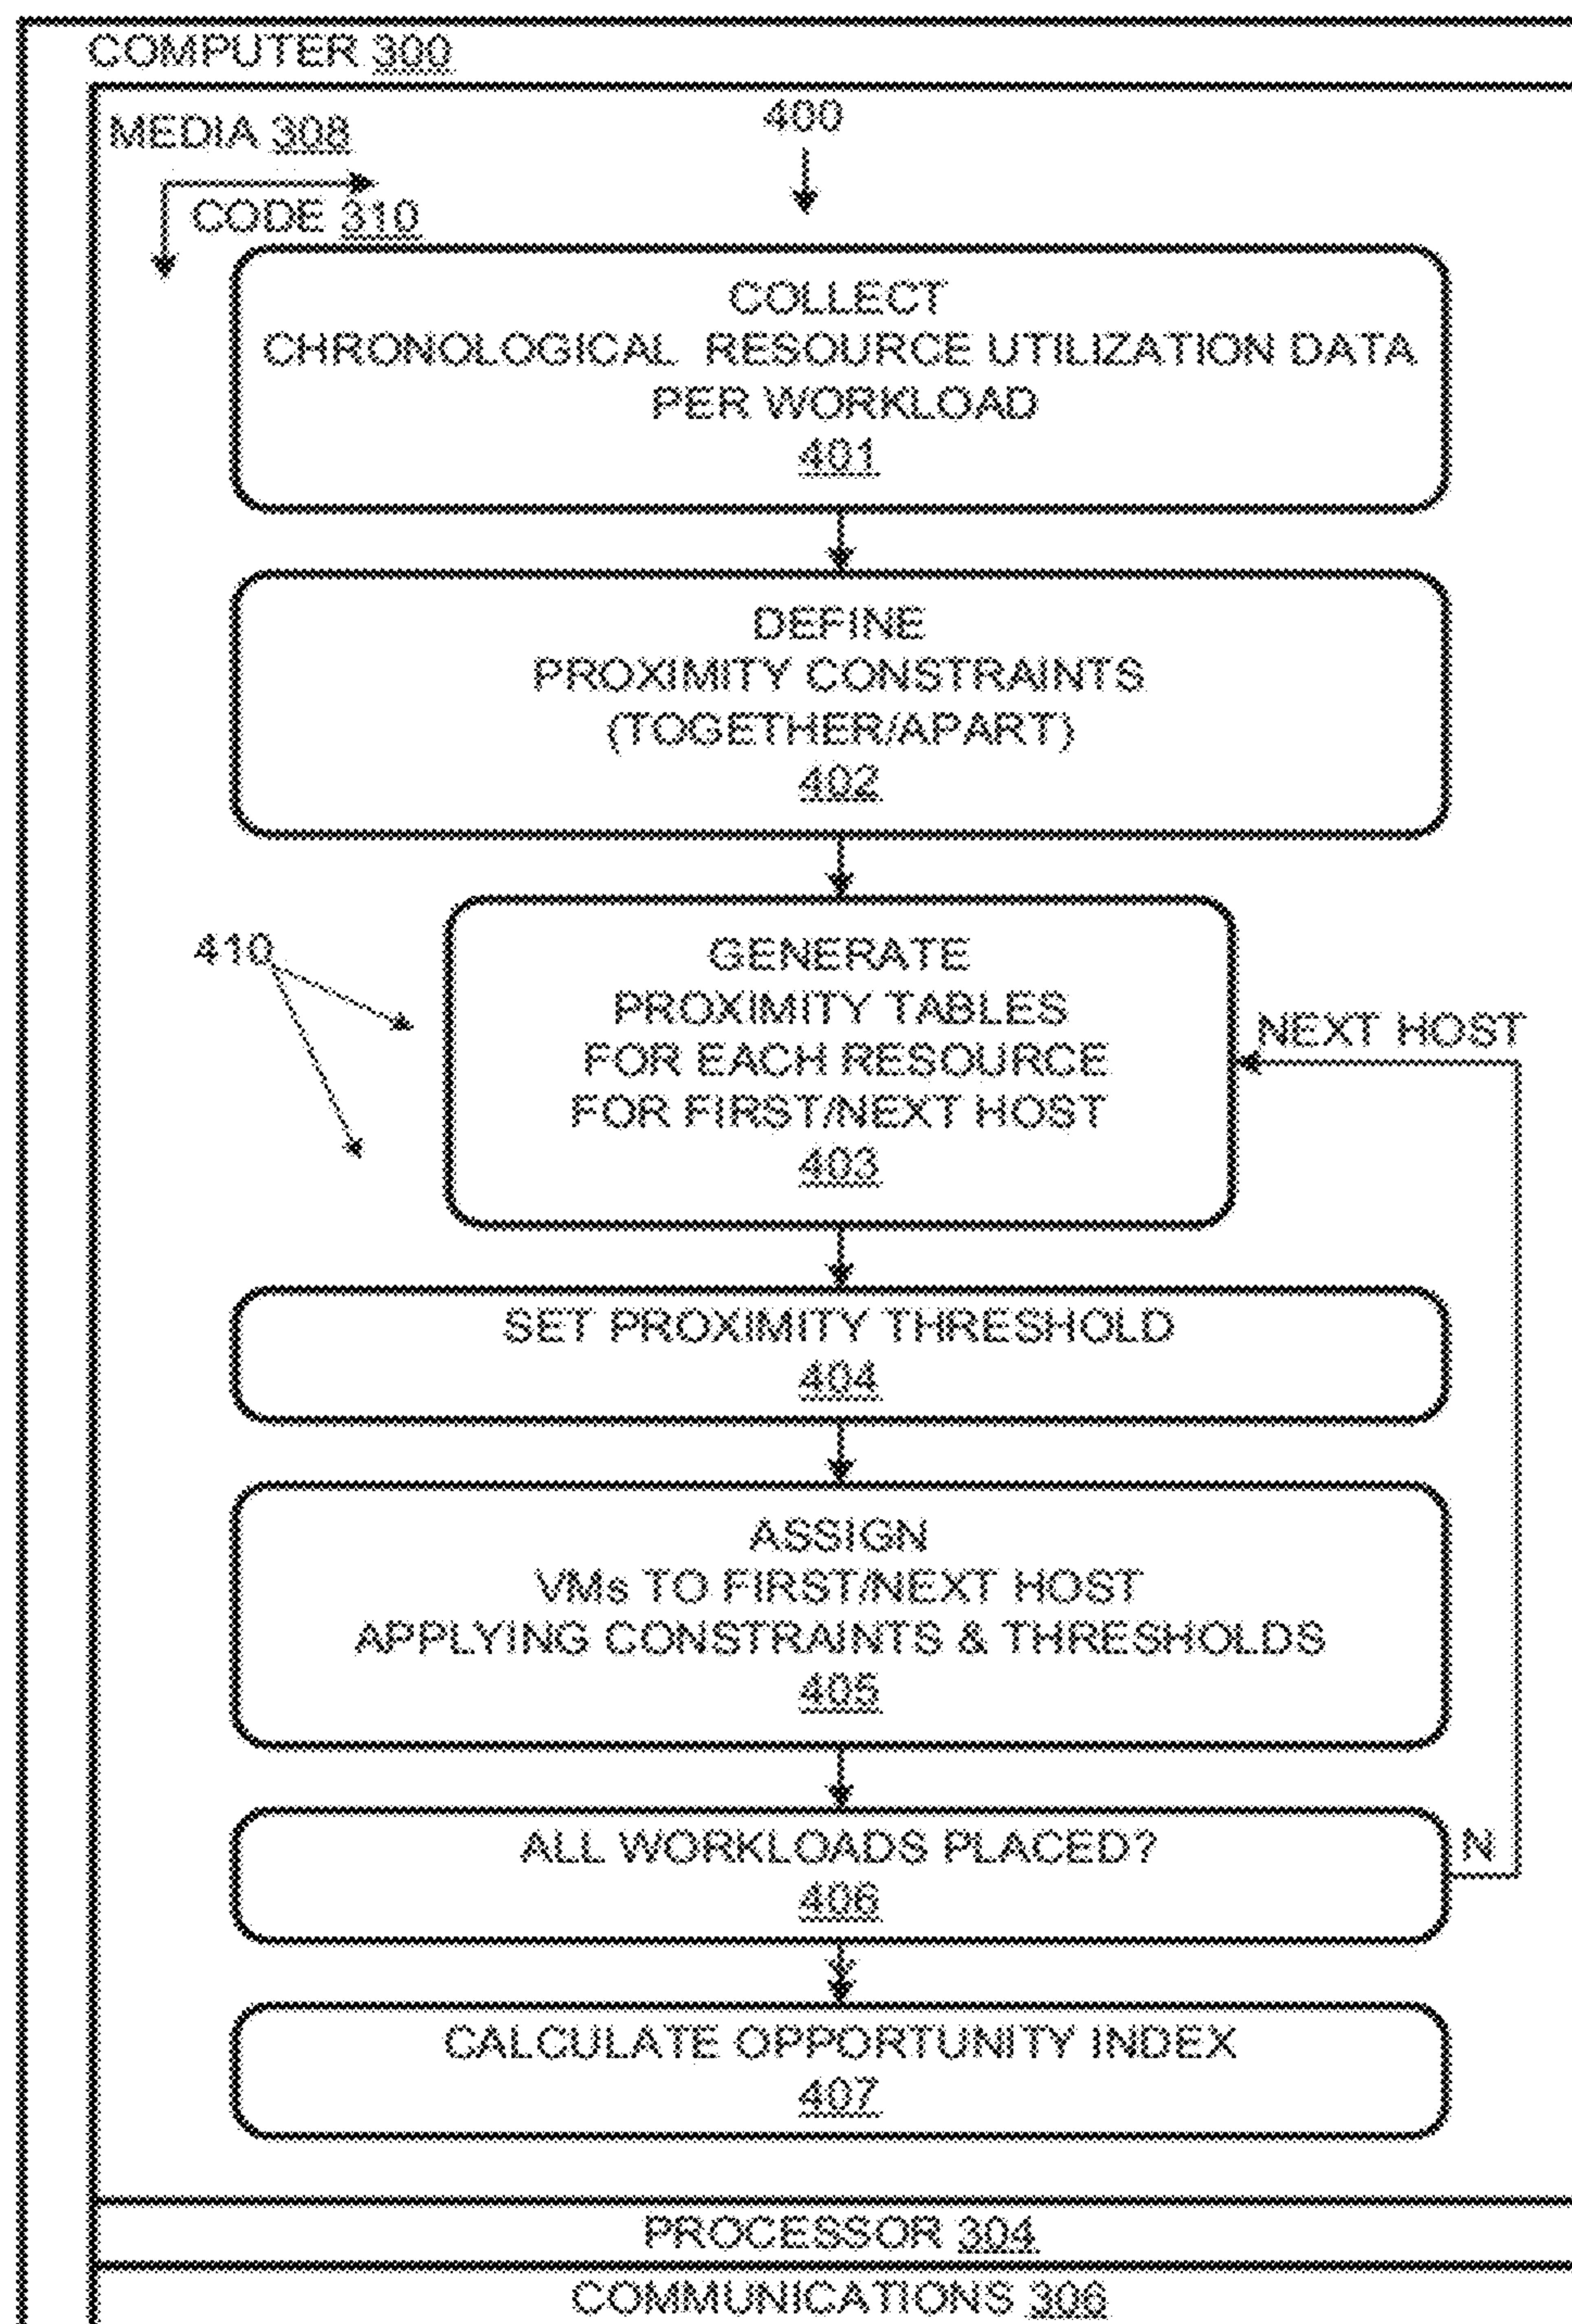 COMPUTER 300
MEDIA 308
400
CODE 310
COLLECT
CHRONOLOGICAL RESOURCE UTILIZATION DATA
PER WORKLOAD
401
DEFINE
PROXIMITY CONSTRAINTS
(TOGETHER/APART)
402
410
GENERATE
PROXIMITY TABLES
FOR EACH RESOURCE
FOR FIRST/NEXT HOST
403
NEXT HOST
SET PROXIMITY THRESHOLD
404
ASSIGN
VMs TO FIRST/NEXT HOST
APPLYING CONSTRAINTS & THRESHOLDS
405
ALL WORKLOADS PLACED?
406
N
CALCULATE OPPORTUNITY INDEX
407
PROCESSOR 304
COMMUNICATIONS 306